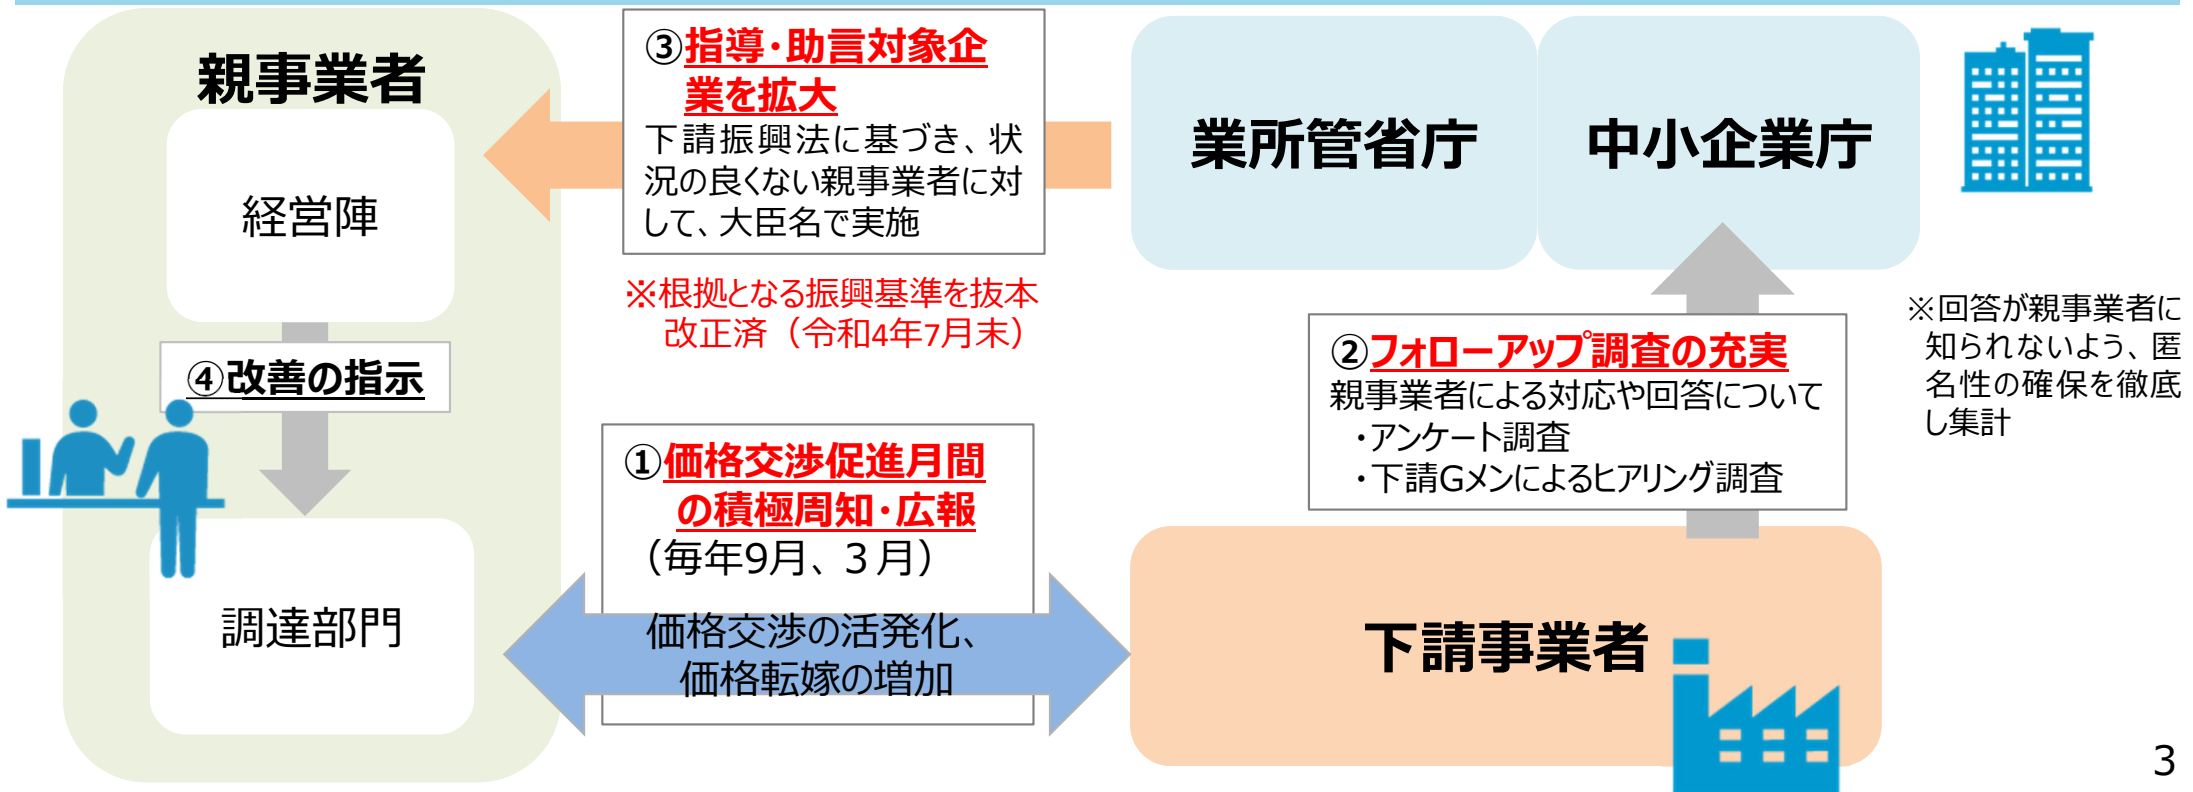 親事業者
経営陣
④改善の指示
調達部門
③指導・助言対象企
業を拡大
下請振興法に基づき、状
況の良くない親事業者に対
して、大臣名で実施
※根拠となる振興基準を抜本
改正済（令和4年7月末）
①価格交渉促進月間
の積極周知・広報
（毎年9月、３月）
価格交渉の活発化、
価格転嫁の増加
業所管省庁
中小企業庁
②フォローアップ調査の充実
親事業者による対応や回答について
・アンケート調査
・下請Gメンによるヒアリング調査
※回答が親事業者に
知られないよう、匿
名性の確保を徹底
し集計
下請事業者
3